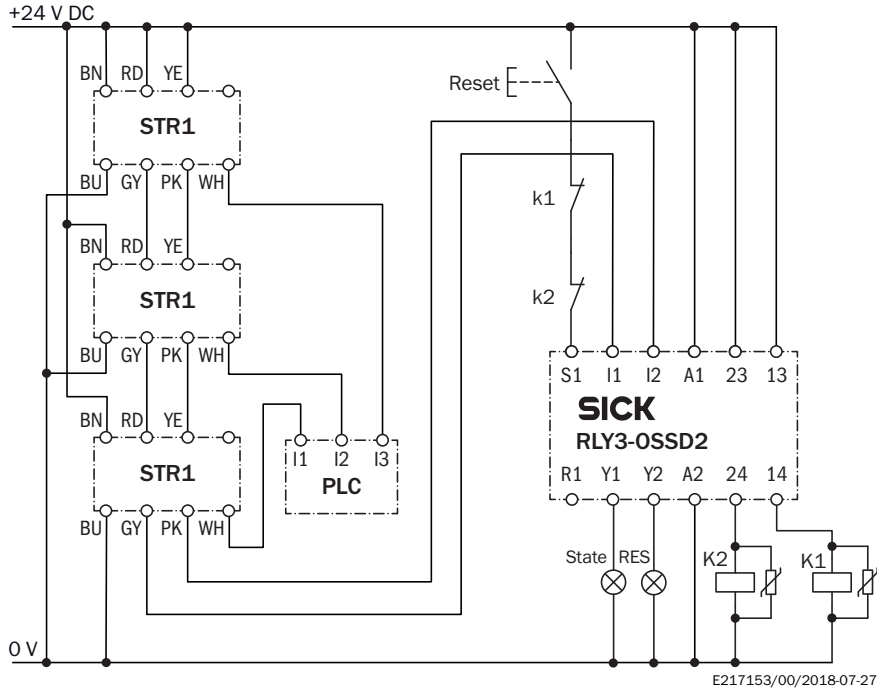 +24 V DC
BN RD YE
STR1
BU GY PK WH
Reset
k1
BN RD YE
STR1
k2
BU GY PK WH
S1 I1 I2 A1 23 13
SICK
RLY3-OSSD2
BN RD YE
I1 I2 I3
STR1
PLC
R1 Y1 Y2 A2 24 14
BU GY PK WH
State RES K2 K1
0 V
E217153/00/2018-07-27